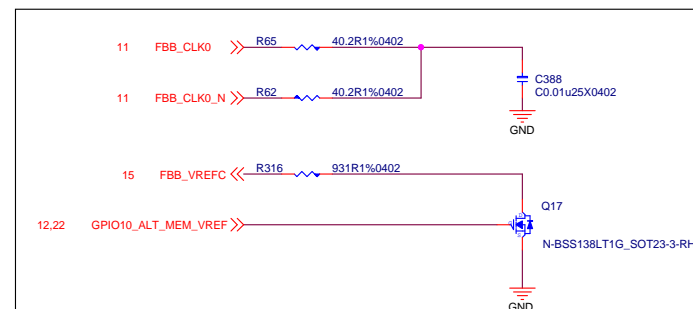 11 FBB_CLK0 R65 40.2R1%0402
11 FBB_CLK0_N R62 40.2R1%0402
C388
C0.01u25X0402
GND
15 FBB_VREFC R316 931R1%0402
Q17
12,22 GPIO10_ALT_MEM_VREF
N-BSS138LT1G_SOT23-3-RH
GND